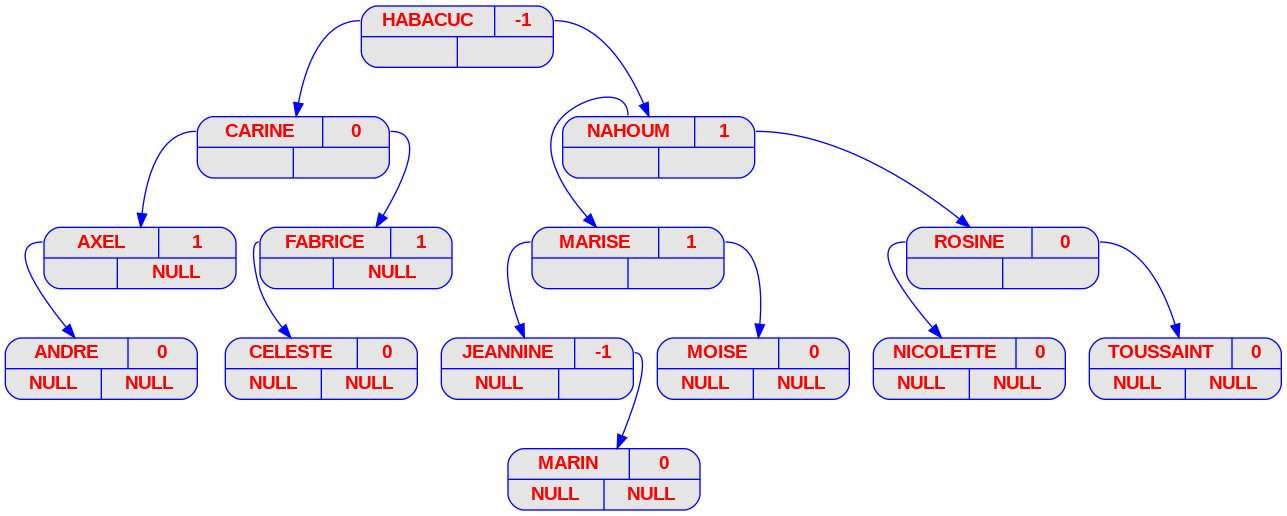 HABACUC -1
CARINE 0 NAHOUM 1
AXEL 1 FABRICE 1 MARISE 1 ROSINE 0
NULL NULL
ANDRE 0 CELESTE 0 JEANNINE -1 MOISE 0 NICOLETTE 0 TOUSSAINT 0
NULL NULL NULL NULL NULL NULL NULL NULL NULL NULL NULL
MARIN 0
NULL NULL